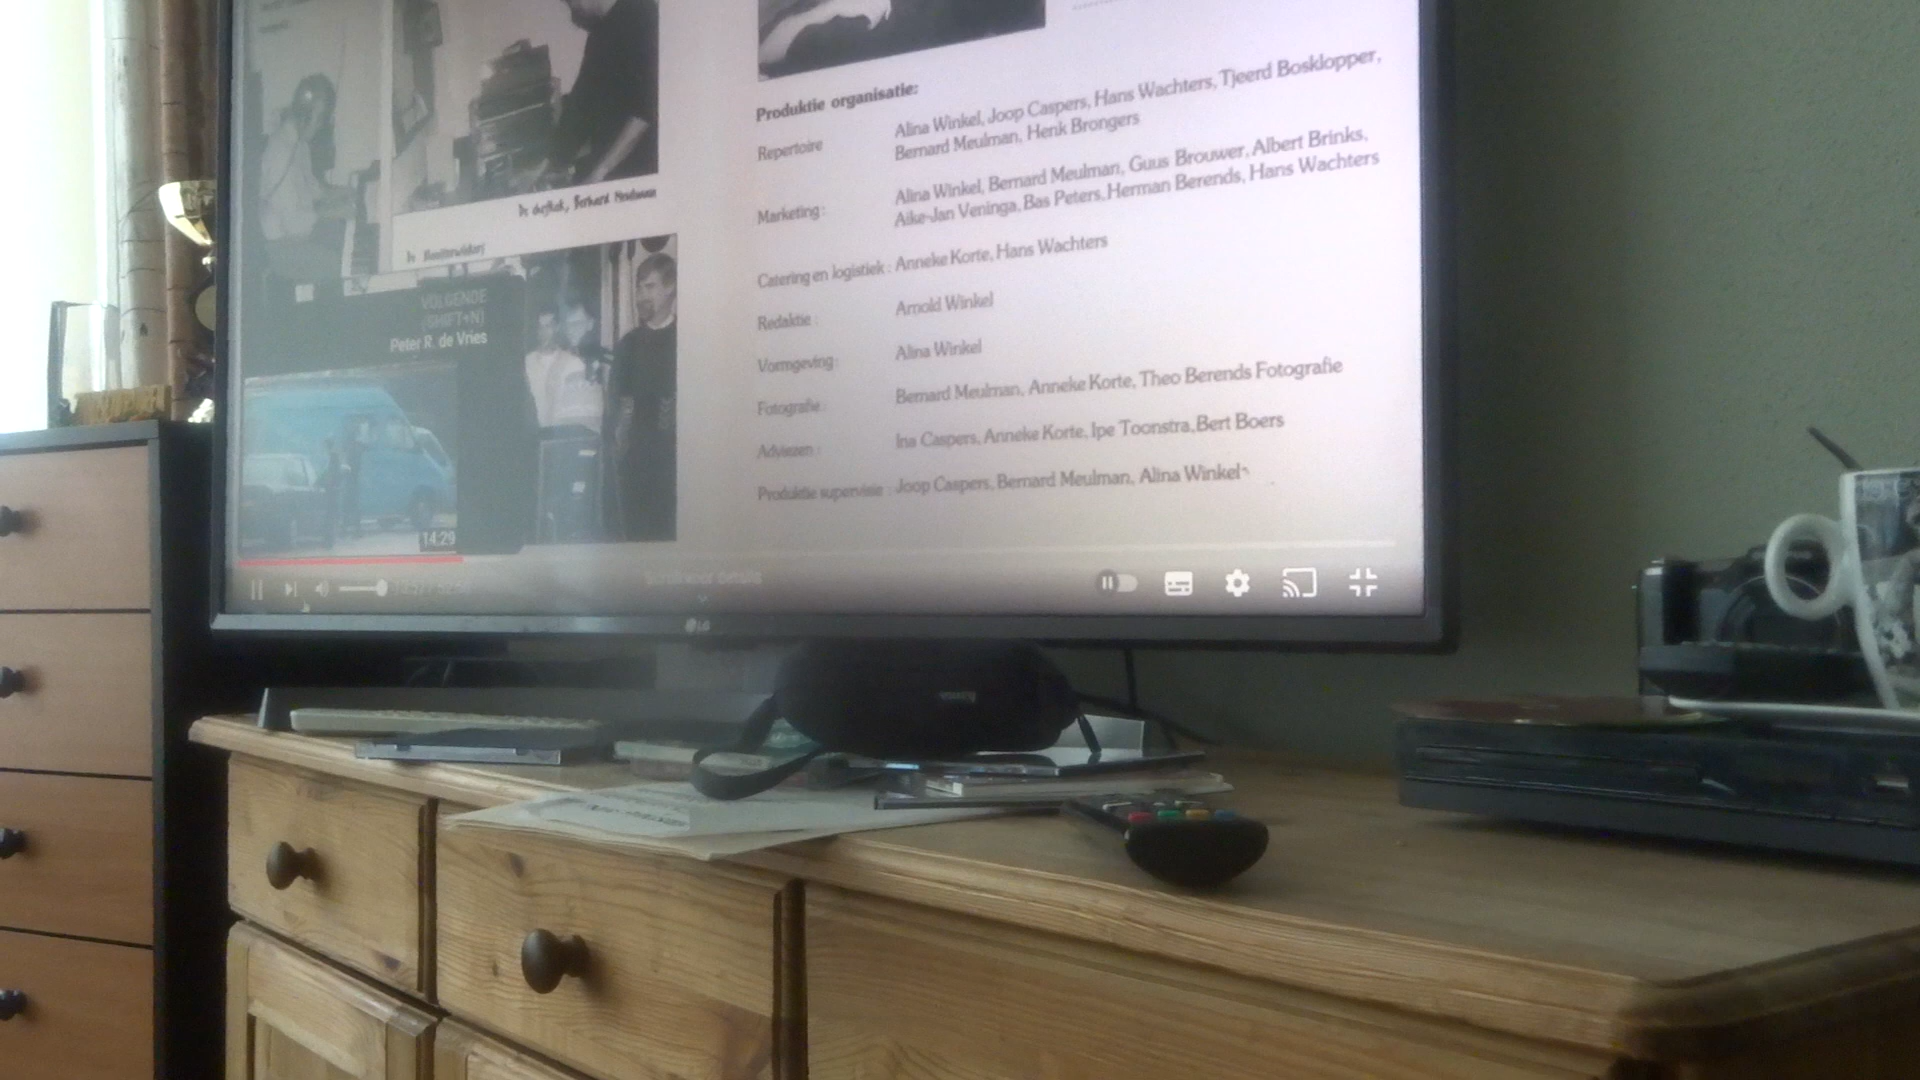 De chefkok, Bernard Meulman
VOLGENDE
(SHIFT+N)
Peter R. de Vries
14:29
Produktie organisatie:
Repertoire
Alina Winkel, Joop Caspers, Hans Wachters, Tjeerd Bosklopper,
Bernard Meulman, Henk Brongers
Marketing:
Alina Winkel, Bernard Meulman, Guus Brouwer, Albert Brinks,
Aike-Jan Veninga, Bas Peters, Herman Berends, Hans Wachters
Catering en logistiek : Anneke Korte, Hans Wachters
Redaktie : Arnold Winkel
Vormgeving: Alina Winkel
Fotografie: Bernard Meulman, Anneke Korte, Theo Berends Fotografie
Adviezen : Ina Caspers, Anneke Korte, Ipe Toonstra, Bert Boers
Produktie supervisie : Joop Caspers, Bernard Meulman, Alina Winkel
LG